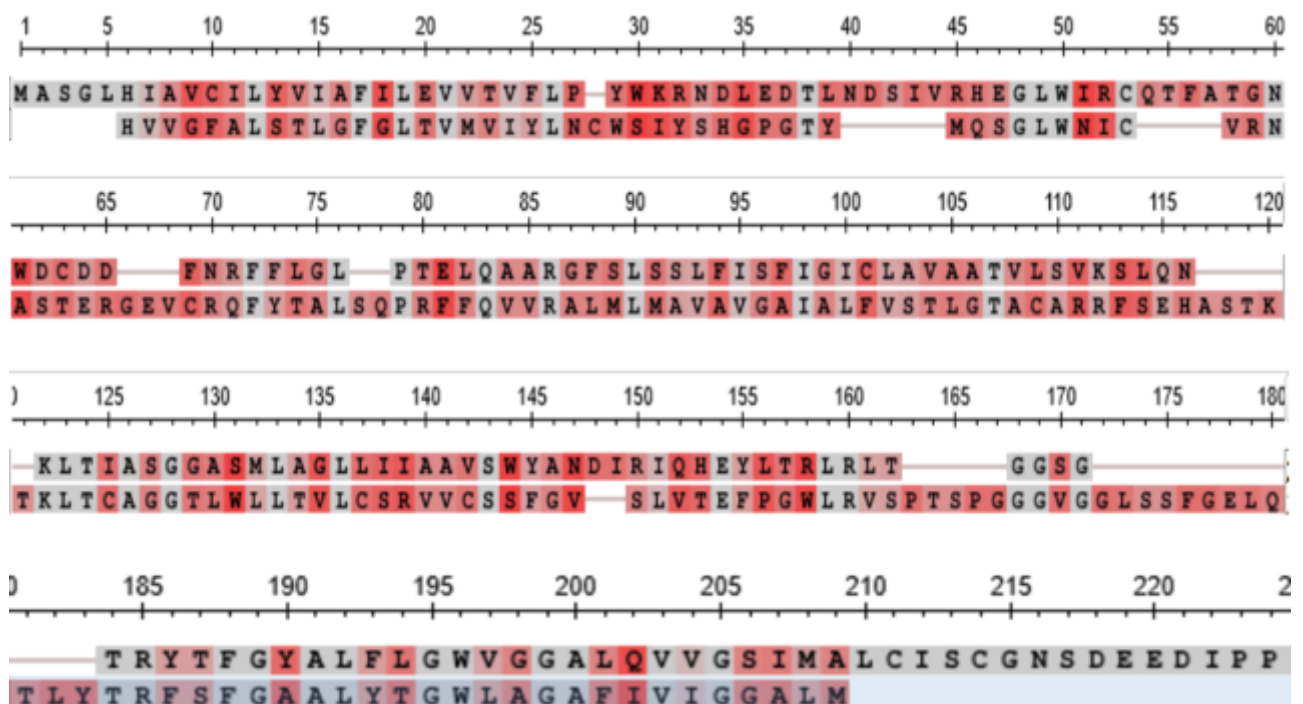 1 5 10 15 20 25 30 35 40 45 50 55 60
MASGLHIAVCILYVIAFILEVVTVFLP-YWKRNDLEDTLNDSIVRHEGLWIRCQTFATGN
HVVGFALSTLGFGLTVMVIYLNCWSIYSHGPGTY-----MQSGLWNIC----VRN
65 70 75 80 85 90 95 100 105 110 115 120
WDCDD---FNRFFLGL--PTELQAARGFSLSSLFISFIGICLAVAATVLSVKSLQN----
ASTERGEVCRQFYTALSQPRFFQVVRALMLMAVAVGAIALFVSTLGTACARRFSEHASTK
125 130 135 140 145 150 155 160 165 170 175 180
-KLTIASGGASMLAGLLIIAAVSWYANDIRIQHEYLTRLRLT-----GGSG---------
TKLTCAGGTLWLLTVLCSRVVCSSFGV--SLVTEFPGWLRVSPTSPGGGVGGLSSFGELQ
185 190 195 200 205 210 215 220
---TRYTFGYALFLGWVGGALQVVGSIMALCISCGNSDEEDIPP
TLYTRFSFGAALYTGWLAGAFIVIGGALM